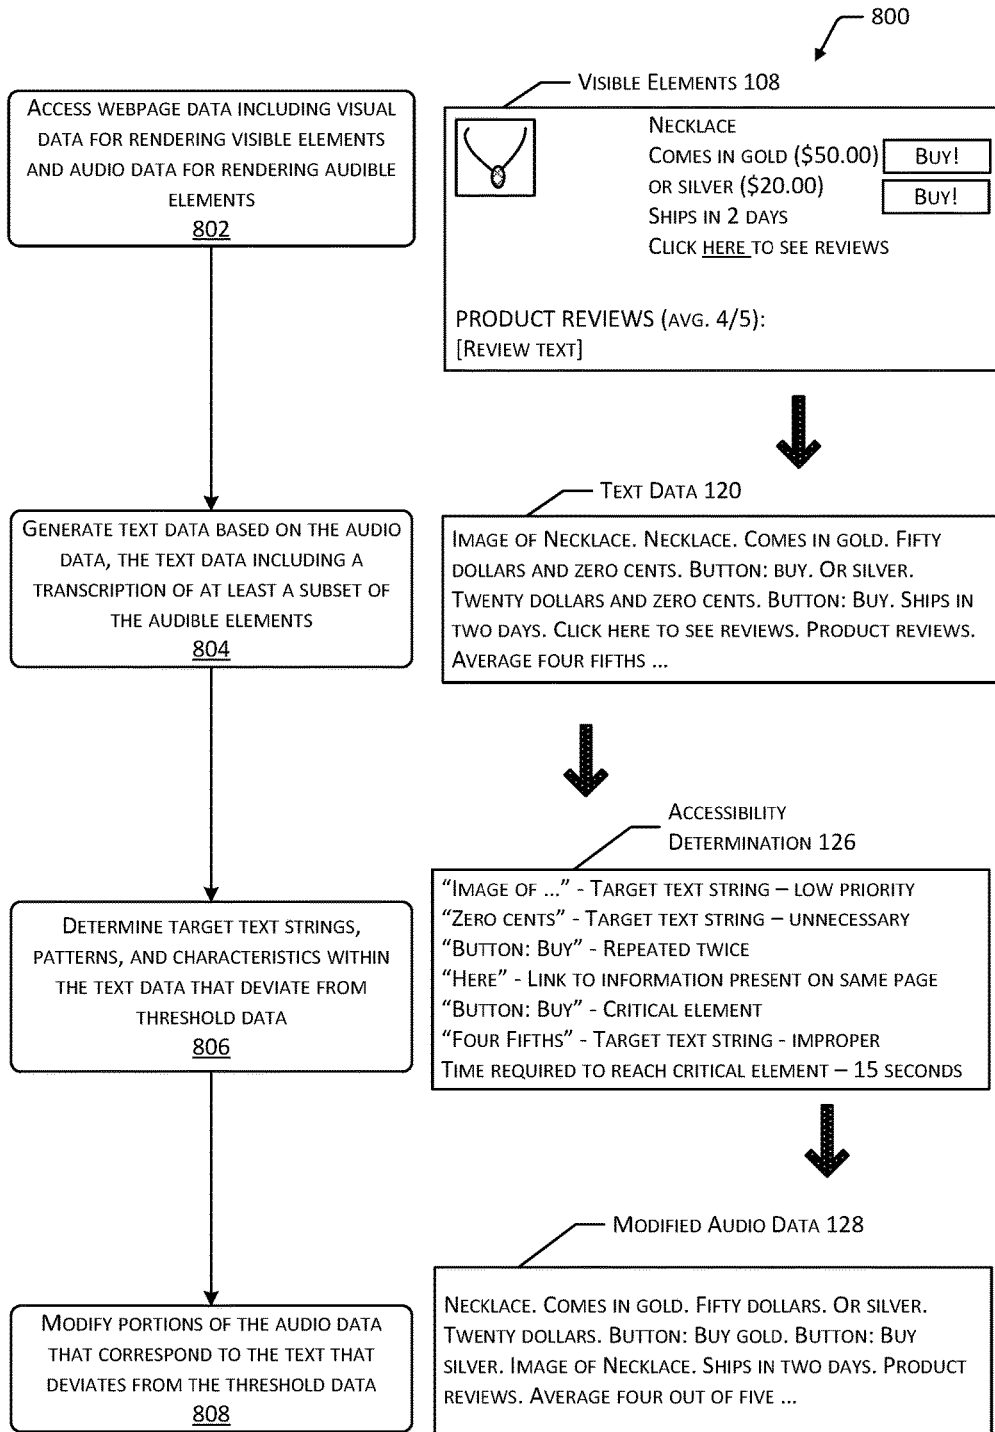 800
ACCESS WEBPAGE DATA INCLUDING VISUAL
DATA FOR RENDERING VISIBLE ELEMENTS
AND AUDIO DATA FOR RENDERING AUDIBLE
ELEMENTS
802
VISIBLE ELEMENTS 108
NECKLACE
COMES IN GOLD ($50.00)
BUY!
OR SILVER ($20.00)
BUY!
SHIPS IN 2 DAYS
CLICK HERE TO SEE REVIEWS
PRODUCT REVIEWS (AVG. 4/5):
[REVIEW TEXT]
GENERATE TEXT DATA BASED ON THE AUDIO
DATA, THE TEXT DATA INCLUDING A
TRANSCRIPTION OF AT LEAST A SUBSET OF
THE AUDIBLE ELEMENTS
804
TEXT DATA 120
IMAGE OF NECKLACE. NECKLACE. COMES IN GOLD. FIFTY
DOLLARS AND ZERO CENTS. BUTTON: BUY. OR SILVER.
TWENTY DOLLARS AND ZERO CENTS. BUTTON: BUY. SHIPS IN
TWO DAYS. CLICK HERE TO SEE REVIEWS. PRODUCT REVIEWS.
AVERAGE FOUR FIFTHS ...
DETERMINE TARGET TEXT STRINGS,
PATTERNS, AND CHARACTERISTICS WITHIN
THE TEXT DATA THAT DEVIATE FROM
THRESHOLD DATA
806
ACCESSIBILITY
DETERMINATION 126
“IMAGE OF ...” - TARGET TEXT STRING – LOW PRIORITY
“ZERO CENTS” - TARGET TEXT STRING – UNNECESSARY
“BUTTON: BUY” - REPEATED TWICE
“HERE” - LINK TO INFORMATION PRESENT ON SAME PAGE
“BUTTON: BUY” - CRITICAL ELEMENT
“FOUR FIFTHS” - TARGET TEXT STRING - IMPROPER
TIME REQUIRED TO REACH CRITICAL ELEMENT – 15 SECONDS
MODIFY PORTIONS OF THE AUDIO DATA
THAT CORRESPOND TO THE TEXT THAT
DEVIATES FROM THE THRESHOLD DATA
808
MODIFIED AUDIO DATA 128
NECKLACE. COMES IN GOLD. FIFTY DOLLARS. OR SILVER.
TWENTY DOLLARS. BUTTON: BUY GOLD. BUTTON: BUY
SILVER. IMAGE OF NECKLACE. SHIPS IN TWO DAYS. PRODUCT
REVIEWS. AVERAGE FOUR OUT OF FIVE ...